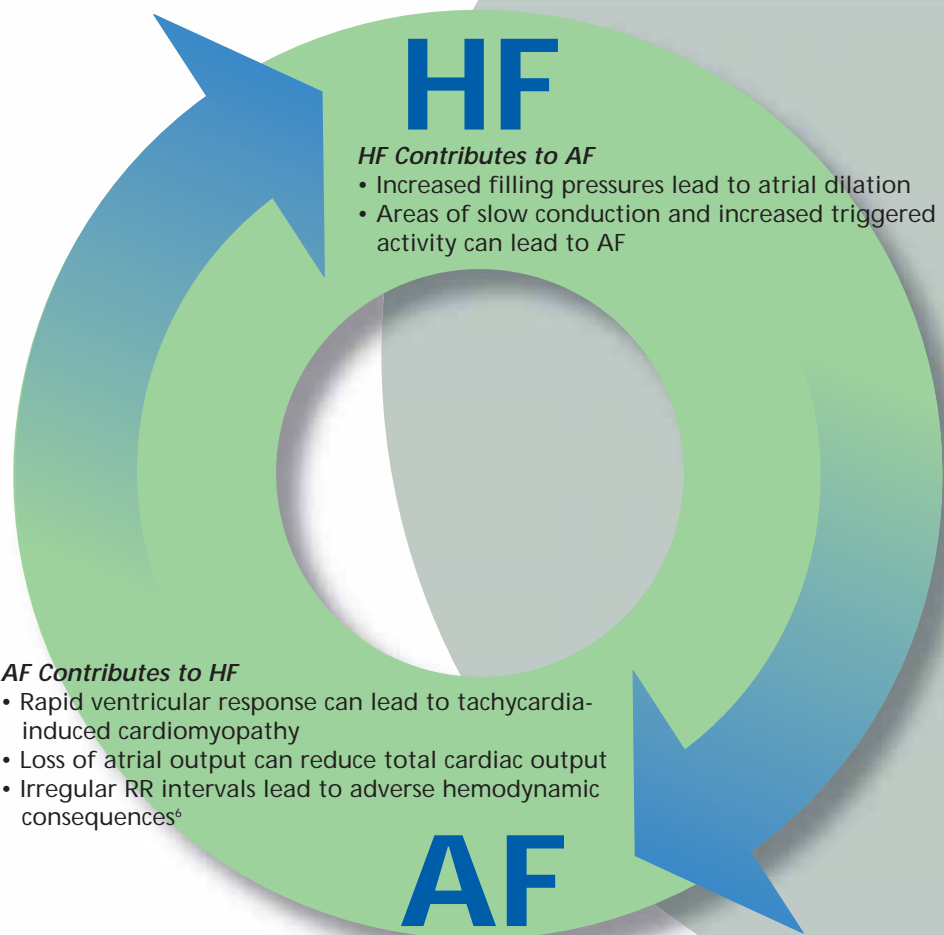 HF
HF Contributes to AF
• Increased filling pressures lead to atrial dilation
• Areas of slow conduction and increased triggered
activity can lead to AF
AF Contributes to HF
• Rapid ventricular response can lead to tachycardia-
induced cardiomyopathy
• Loss of atrial output can reduce total cardiac output
• Irregular RR intervals lead to adverse hemodynamic
consequences⁶
AF